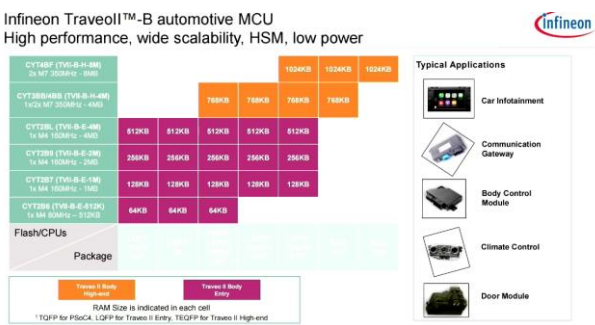 Infineon TraveoII™-B automotive MCU
High performance, wide scalability, HSM, low power
infineon
CYT4BF (TVII-B-H-8M)
2x M7 350MHz - 8MB
1024KB 1024KB 1024KB
CYT3BB/4BB (TVII-B-H-4M)
1x/2x M7 350MHz - 4MB
768KB 768KB 768KB 768KB
CYT2BL (TVII-B-E-4M)
1x M4 160MHz - 4MB
512KB 512KB 512KB 512KB 512KB
CYT2B9 (TVII-B-E-2M)
1x M4 160MHz - 2MB
256KB 256KB 256KB 256KB 256KB
CYT2B7 (TVII-B-E-1M)
1x M4 160MHz - 1MB
128KB 128KB 128KB 128KB 128KB
CYT2B6 (TVII-B-E-512K)
1x M4 80MHz – 512KB
64KB 64KB 64KB
Flash/CPUs
Package
Traveo II Body
High-end
Traveo II Body
Entry
RAM Size is indicated in each cell
¹ TQFP for PSoC4, LQFP for Traveo II Entry, TEQFP for Traveo II High-end
Typical Applications
Car Infotainment
Communication
Gateway
Body Control
Module
Climate Control
Door Module